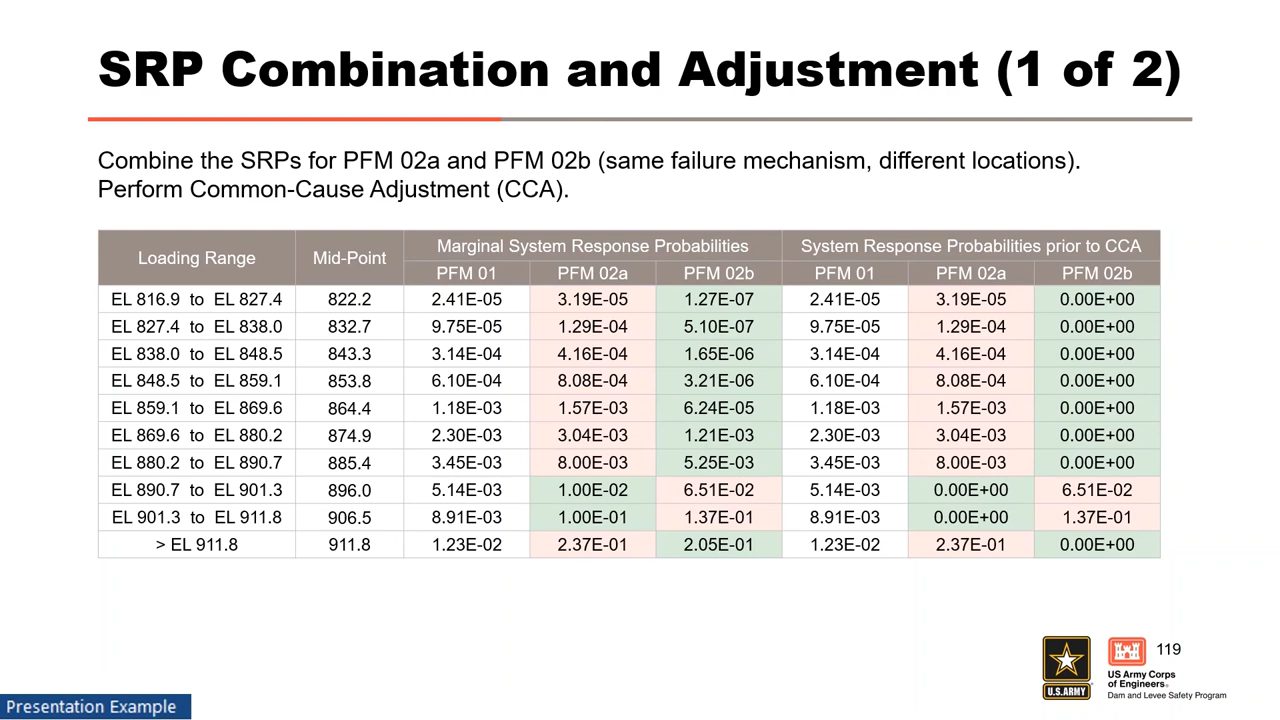 SRP Combination and Adjustment (1 of 2)
Combine the SRPs for PFM 02a and PFM 02b (same failure mechanism, different locations).
Perform Common-Cause Adjustment (CCA).
Loading Range Mid-Point Marginal System Response Probabilities System Response Probabilities prior to CCA
PFM 01 PFM 02a PFM 02b PFM 01 PFM 02a PFM 02b
EL 816.9 to EL 827.4 822.2 2.41E-05 3.19E-05 1.27E-07 2.41E-05 3.19E-05 0.00E+00
EL 827.4 to EL 838.0 832.7 9.75E-05 1.29E-04 5.10E-07 9.75E-05 1.29E-04 0.00E+00
EL 838.0 to EL 848.5 843.3 3.14E-04 4.16E-04 1.65E-06 3.14E-04 4.16E-04 0.00E+00
EL 848.5 to EL 859.1 853.8 6.10E-04 8.08E-04 3.21E-06 6.10E-04 8.08E-04 0.00E+00
EL 859.1 to EL 869.6 864.4 1.18E-03 1.57E-03 6.24E-05 1.18E-03 1.57E-03 0.00E+00
EL 869.6 to EL 880.2 874.9 2.30E-03 3.04E-03 1.21E-03 2.30E-03 3.04E-03 0.00E+00
EL 880.2 to EL 890.7 885.4 3.45E-03 8.00E-03 5.25E-03 3.45E-03 8.00E-03 0.00E+00
EL 890.7 to EL 901.3 896.0 5.14E-03 1.00E-02 6.51E-02 5.14E-03 0.00E+00 6.51E-02
EL 901.3 to EL 911.8 906.5 8.91E-03 1.00E-01 1.37E-01 8.91E-03 0.00E+00 1.37E-01
> EL 911.8 911.8 1.23E-02 2.37E-01 2.05E-01 1.23E-02 2.37E-01 0.00E+00
119
U.S.ARMY
US Army Corps
of Engineers®
Dam and Levee Safety Program
Presentation Example